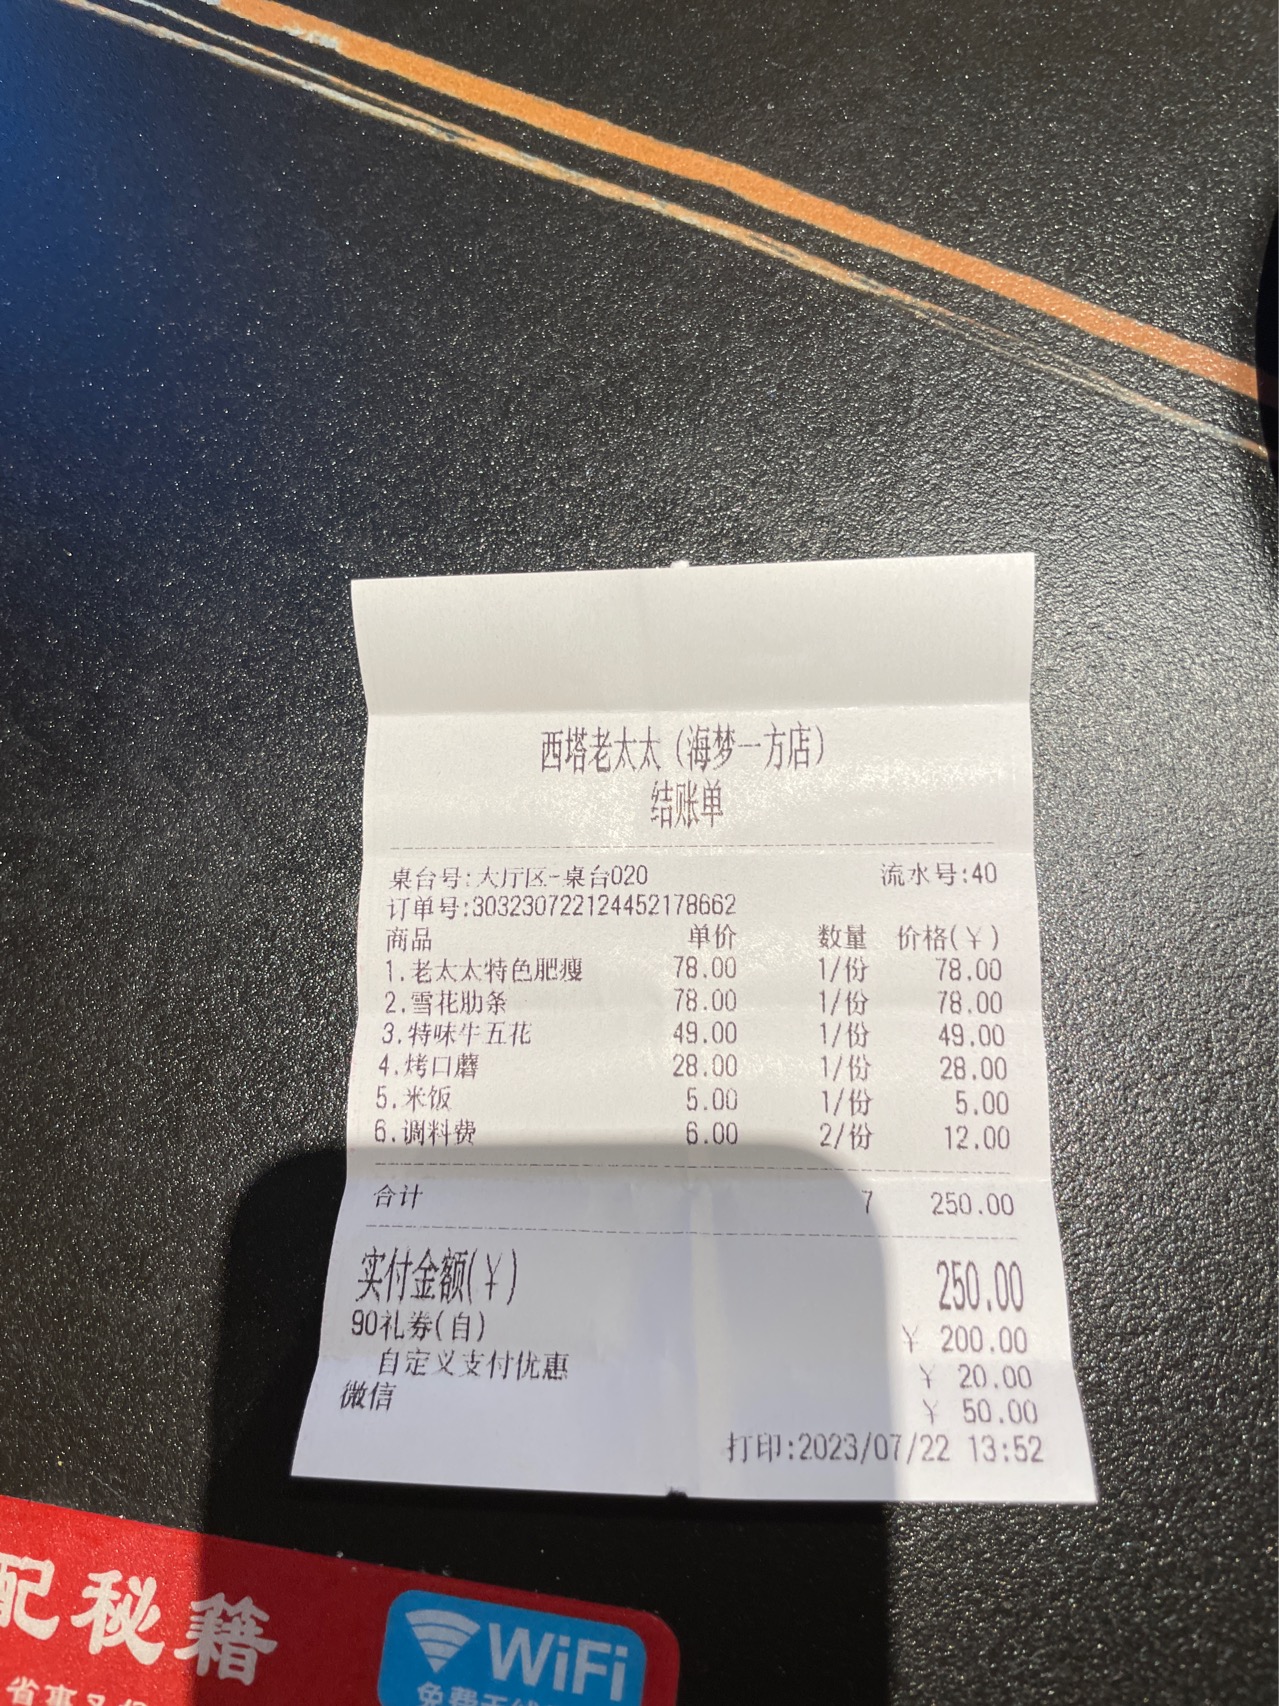 西塔老太太(海梦一方店)
结账单
桌台号:大厅区-桌台020 流水号:40
订单号:303230722124452178662
商品 单价 数量 价格(¥)
1.老太太特色肥瘦 78.00 1/份 78.00
2.雪花肋条 78.00 1/份 78.00
3.特味牛五花 49.00 1/份 49.00
4.烤口蘑 28.00 1/份 28.00
5.米饭 5.00 1/份 5.00
6.调料费 6.00 2/份 12.00
合计 7 250.00
实付金额(¥) 250.00
90礼券(自) ¥ 200.00
自定义支付优惠 ¥ 20.00
微信 ¥ 50.00
打印:2023/07/22 13:52
配秘籍
WiFi
免费